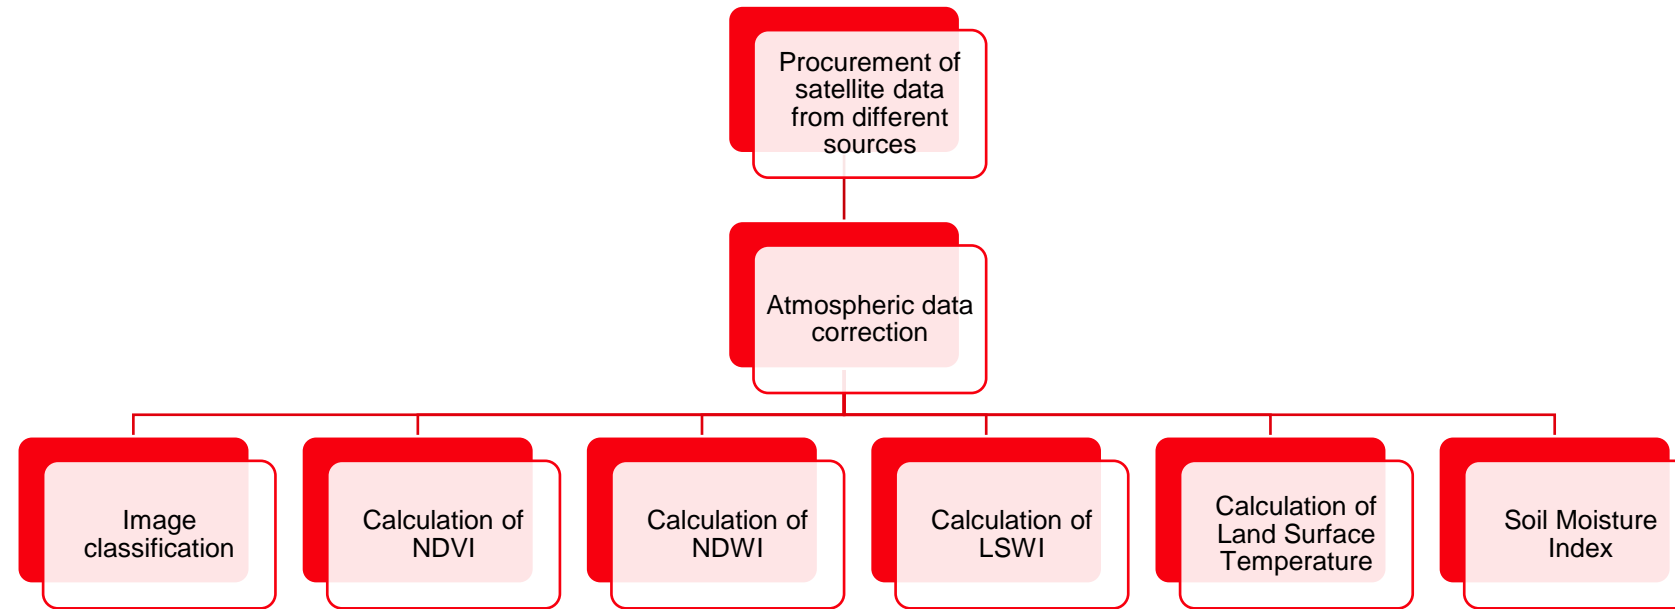 Procurement of
satellite data
from different
sources
Atmospheric data
correction
Image
classification
Calculation of
NDVI
Calculation of
NDWI
Calculation of
LSWI
Calculation of
Land Surface
Temperature
Soil Moisture
Index